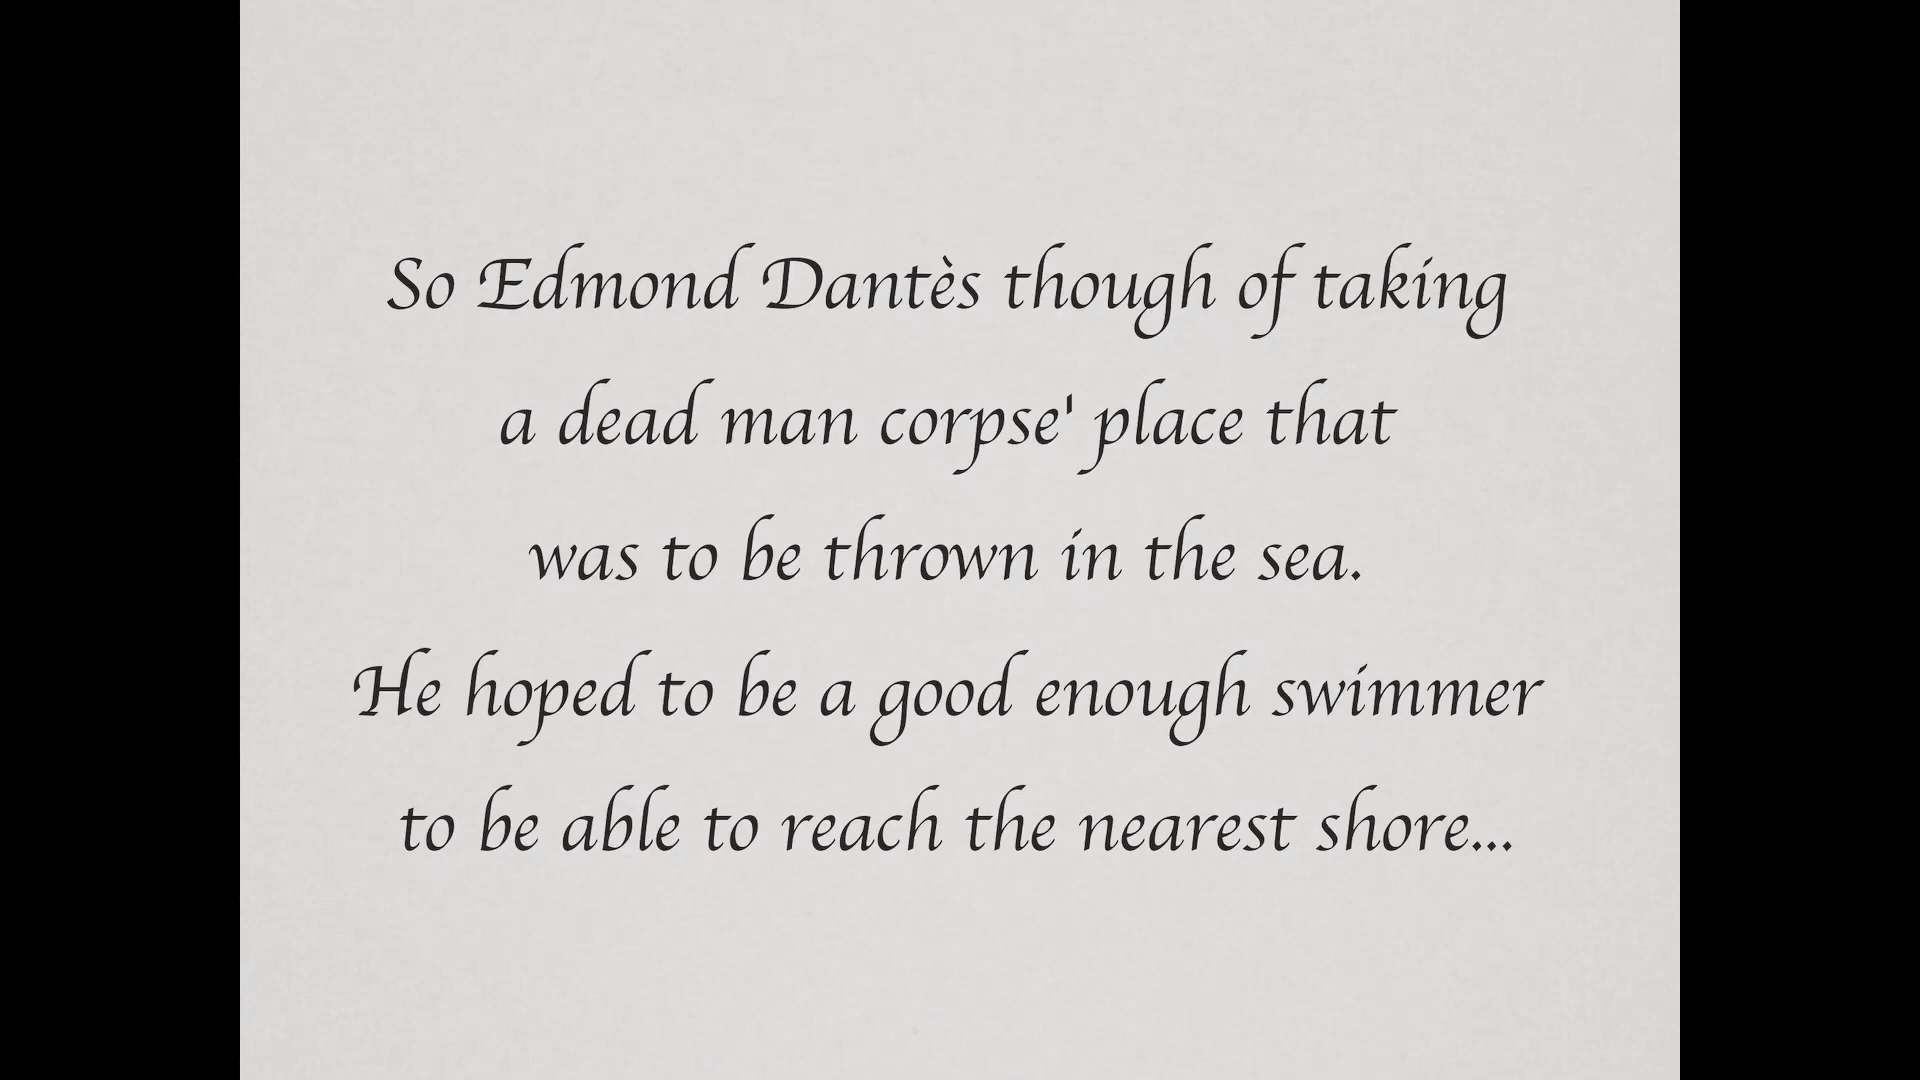 So Edmond Dantès though of taking
a dead man corpse' place that
was to be thrown in the sea.
He hoped to be a good enough swimmer
to be able to reach the nearest shore...